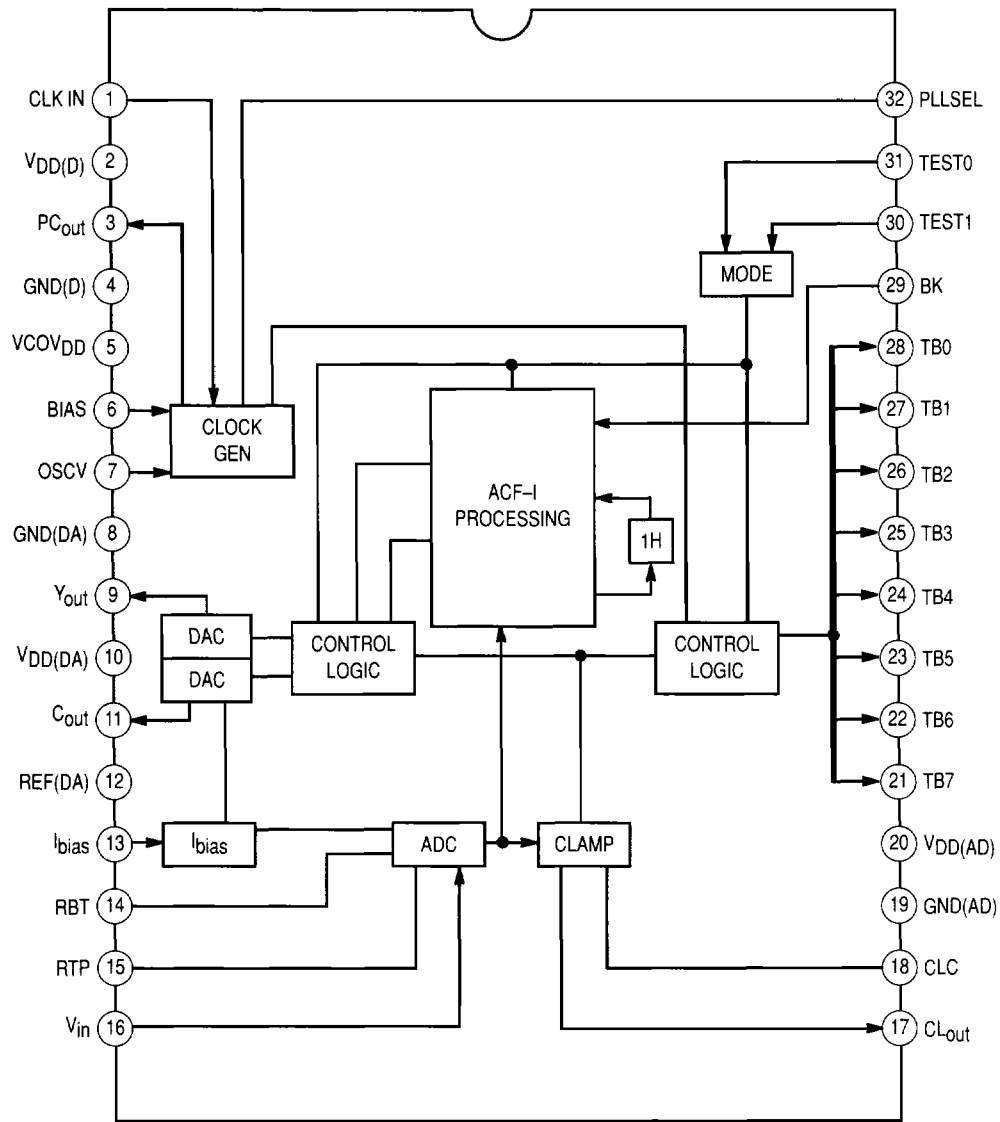 CLK IN 1
VDD(D) 2
PCout 3
GND(D) 4
VCOVDD 5
BIAS 6
OSCV 7
GND(DA) 8
Yout 9
VDD(DA) 10
Cout 11
REF(DA) 12
Ibias 13
RBT 14
RTP 15
Vin 16
32 PLLSEL
31 TEST0
30 TEST1
29 BK
28 TB0
27 TB1
26 TB2
25 TB3
24 TB4
23 TB5
22 TB6
21 TB7
20 VDD(AD)
19 GND(AD)
18 CLC
17 CLout
MODE
CLOCK
GEN
ACF–I
PROCESSING
1H
DAC
DAC
CONTROL
LOGIC
CONTROL
LOGIC
Ibias
ADC
CLAMP